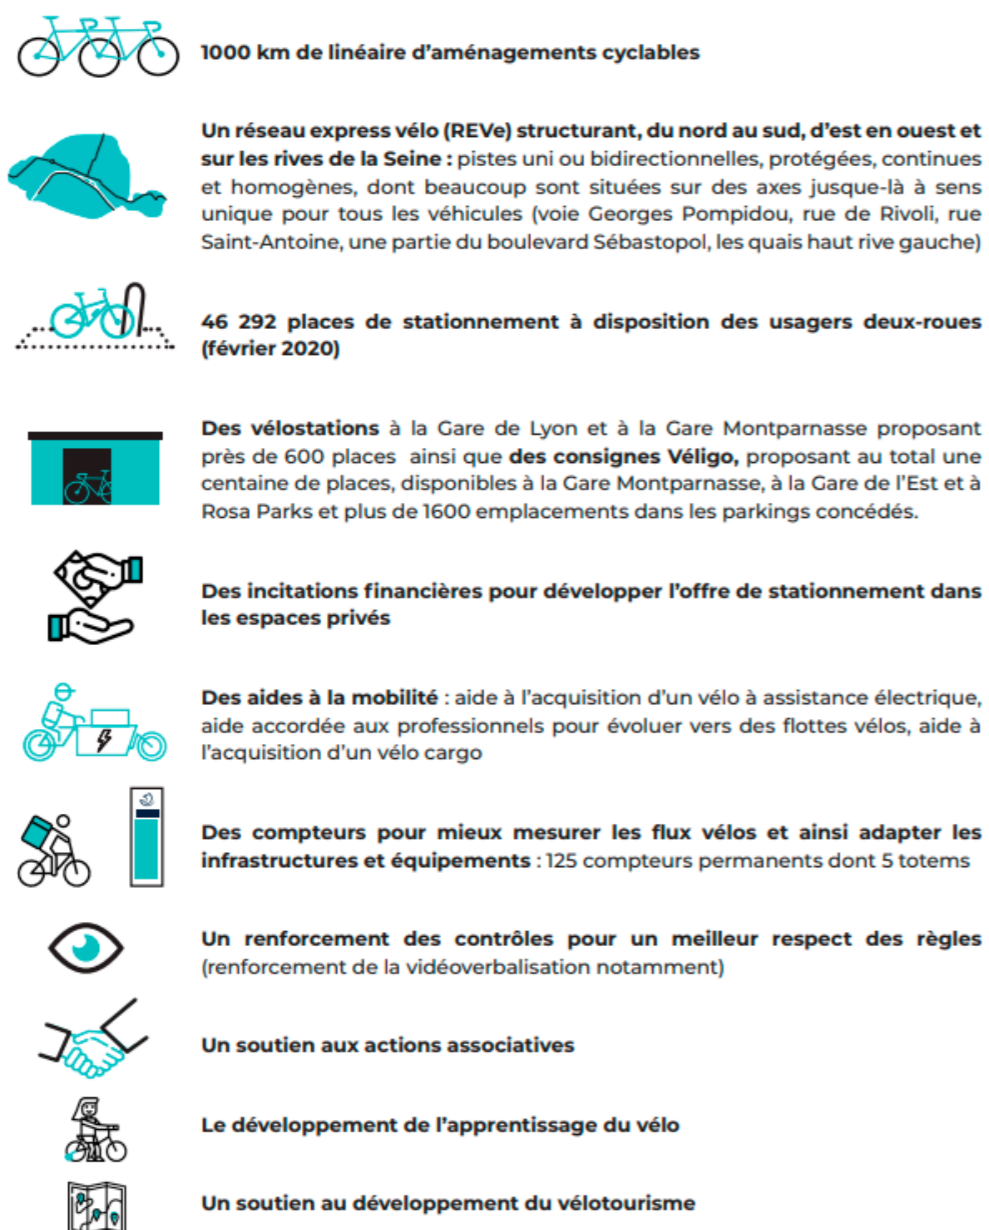 1000 km de linéaire d'aménagements cyclables
Un réseau express vélo (REVe) structurant, du nord au sud, d'est en ouest et
sur les rives de la Seine : pistes uni ou bidirectionnelles, protégées, continues
et homogènes, dont beaucoup sont situées sur des axes jusque-là à sens
unique pour tous les véhicules (voie Georges Pompidou, rue de Rivoli, rue
Saint-Antoine, une partie du boulevard Sébastopol, les quais haut rive gauche)
46 292 places de stationnement à disposition des usagers deux-roues
(février 2020)
Des vélostations à la Gare de Lyon et à la Gare Montparnasse proposant
près de 600 places ainsi que des consignes Véligo, proposant au total une
centaine de places, disponibles à la Gare Montparnasse, à la Gare de l'Est et à
Rosa Parks et plus de 1600 emplacements dans les parkings concédés.
Des incitations financières pour développer l'offre de stationnement dans
les espaces privés
Des aides à la mobilité : aide à l'acquisition d'un vélo à assistance électrique,
aide accordée aux professionnels pour évoluer vers des flottes vélos, aide à
l'acquisition d'un vélo cargo
Des compteurs pour mieux mesurer les flux vélos et ainsi adapter les
infrastructures et équipements : 125 compteurs permanents dont 5 totems
Un renforcement des contrôles pour un meilleur respect des règles
(renforcement de la vidéoverbalisation notamment)
Un soutien aux actions associatives
Le développement de l'apprentissage du vélo
Un soutien au développement du vélotourisme